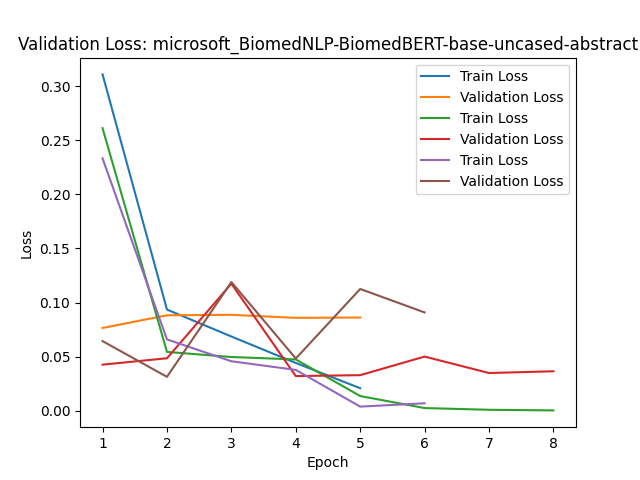 Validation Loss: microsoft_BiomedNLP-BiomedBERT-base-uncased-abstract
Train Loss
Validation Loss
Train Loss
Validation Loss
Train Loss
Validation Loss
0.30
0.25
0.20
0.15
0.10
0.05
0.00
Loss
1 2 3 4 5 6 7 8
Epoch